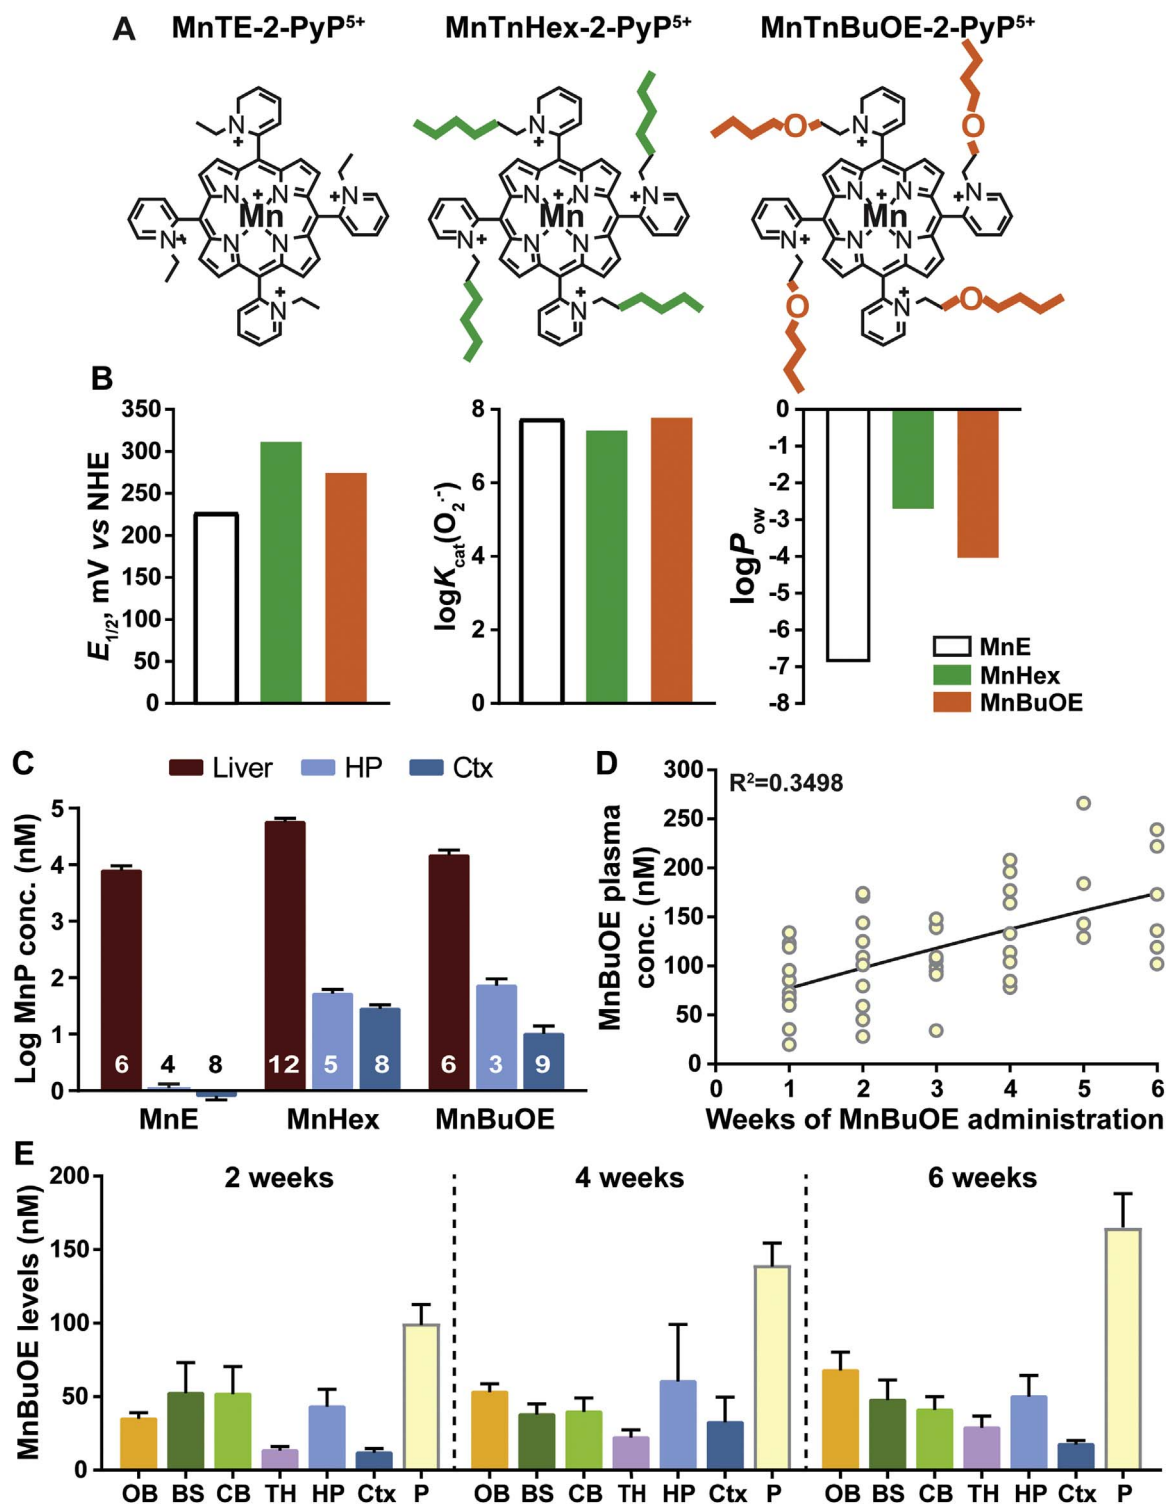 A MnTE-2-PyP5+ MnTnHex-2-PyP5+ MnTnBuOE-2-PyP5+
N + N + N + O N + O
N N N N + Mn N +
N N N N + Mn N +
N N N N + Mn N +
N + N + N +
N + N + O N + O
B
350 300 250 200 150 100 50 0
E1/2, mV vs NHE
8 6 4 2 0
logKcat(O2·-)
0 -1 -2 -3 -4 -5 -6 -7 -8
logPow
MnE
MnHex
MnBuOE
C Liver HP Ctx
Log MnP conc. (nM)
5 4 3 2 1 0
6 4 8 12 5 8 6 3 9
MnE MnHex MnBuOE
D
R2=0.3498
MnBuOE plasma
conc. (nM)
300 250 200 150 100 50 0
0 1 2 3 4 5 6
Weeks of MnBuOE administration
E
2 weeks 4 weeks 6 weeks
MnBuOE levels (nM)
200 150 100 50 0
OB BS CB TH HP Ctx P OB BS CB TH HP Ctx P OB BS CB TH HP Ctx P